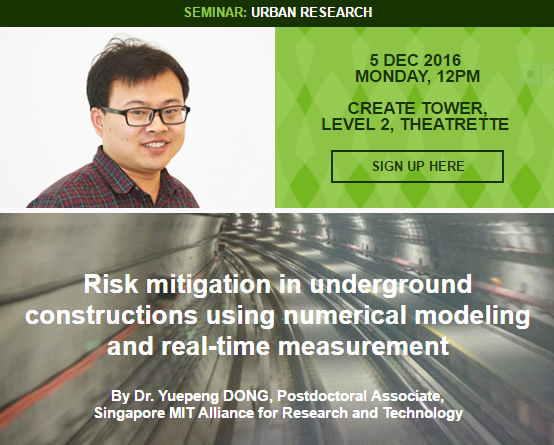 SEMINAR: URBAN RESEARCH
5 DEC 2016
MONDAY, 12PM
CREATE TOWER,
LEVEL 2, THEATRETTE
SIGN UP HERE
Risk mitigation in underground
constructions using numerical modeling
and real-time measurement
By Dr. Yuepeng DONG, Postdoctoral Associate,
Singapore MIT Alliance for Research and Technology